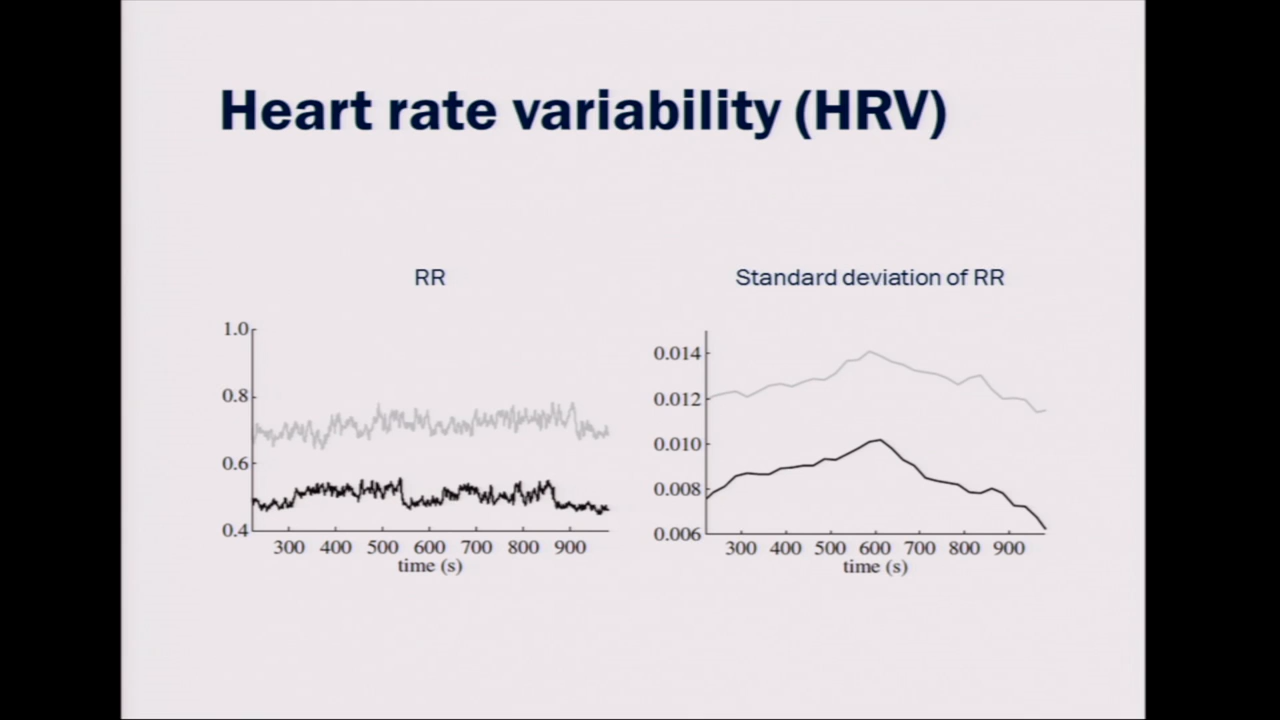 Heart rate variability (HRV)
RR
1.0
0.8
0.6
0.4
300 400 500 600 700 800 900
time (s)
Standard deviation of RR
0.014
0.012
0.010
0.008
0.006
300 400 500 600 700 800 900
time (s)